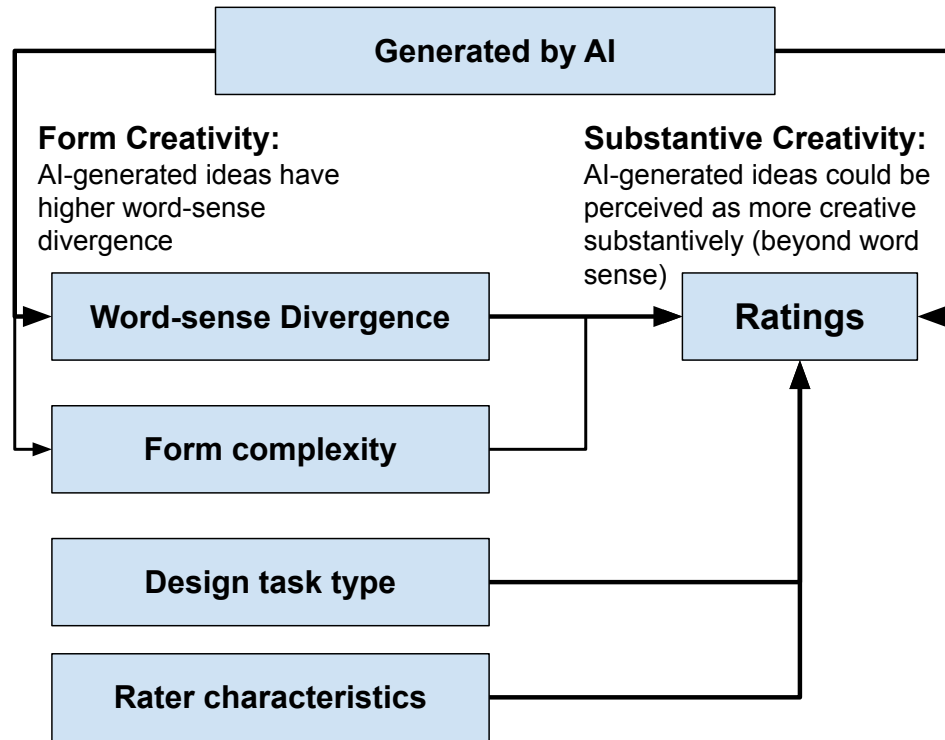 Generated by AI
Form Creativity:
AI-generated ideas have
higher word-sense
divergence
Substantive Creativity:
AI-generated ideas could be
perceived as more creative
substantively (beyond word
sense)
Word-sense Divergence
Ratings
Form complexity
Design task type
Rater characteristics